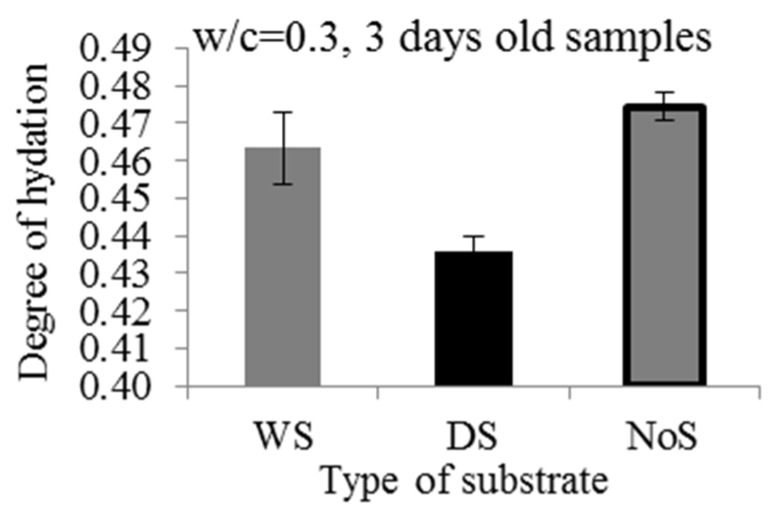 w/c=0.3, 3 days old samples
Degree of hydation
0.49
0.48
0.47
0.46
0.45
0.44
0.43
0.42
0.41
0.40
WS DS NoS
Type of substrate